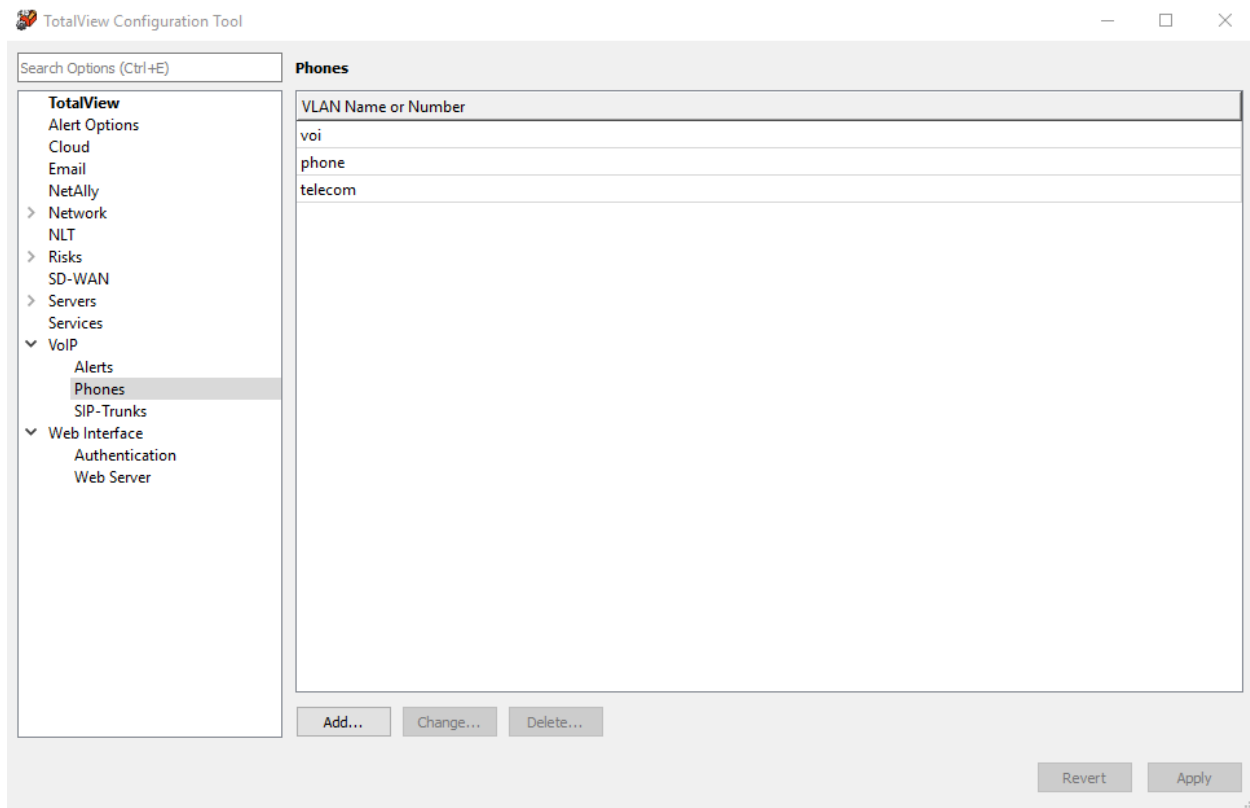 TotalView Configuration Tool
Search Options (Ctrl+E)
TotalView
Alert Options
Cloud
Email
NetAlly
Network
NLT
Risks
SD-WAN
Servers
Services
VoIP
Alerts
Phones
SIP-Trunks
Web Interface
Authentication
Web Server
Phones
VLAN Name or Number
voi
phone
telecom
Add... Change... Delete...
Revert Apply